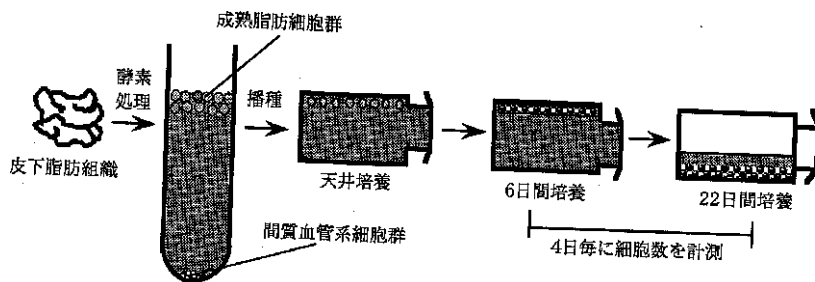 成熟脂肪細胞群
酵素
処理
播種
皮下脂肪組織
天井培養
6日間培養
22日間培養
間質血管系細胞群
4日毎に細胞数を計測